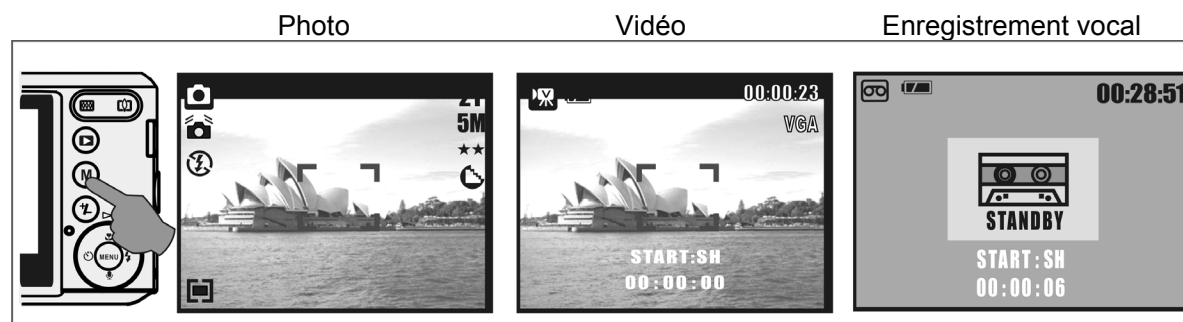 Photo Vidéo Enregistrement vocal
M
MENU
5M
★★
00:00:23
VGA
START:SH
00:00:00
00:28:51
STANDBY
START:SH
00:00:06